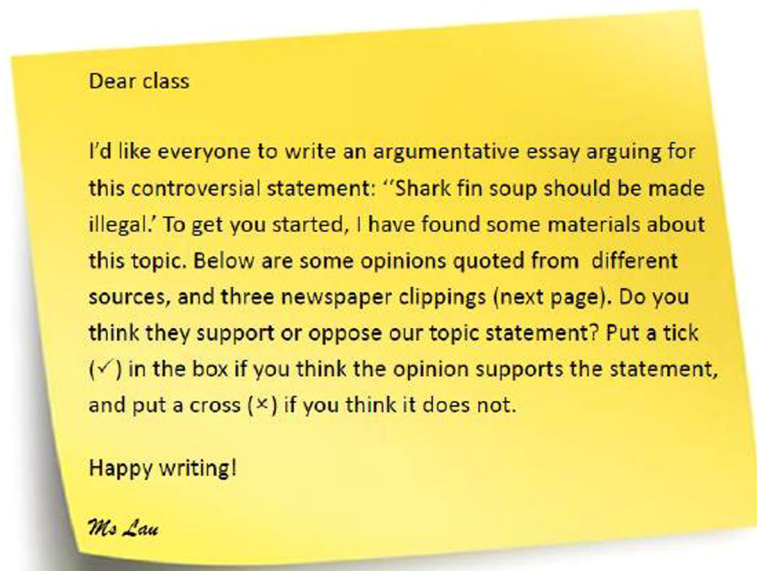 Dear class
I'd like everyone to write an argumentative essay arguing for
this controversial statement: ‘‘Shark fin soup should be made
illegal.’ To get you started, I have found some materials about
this topic. Below are some opinions quoted from different
sources, and three newspaper clippings (next page). Do you
think they support or oppose our topic statement? Put a tick
(✓) in the box if you think the opinion supports the statement,
and put a cross (×) if you think it does not.
Happy writing!
Ms Lau